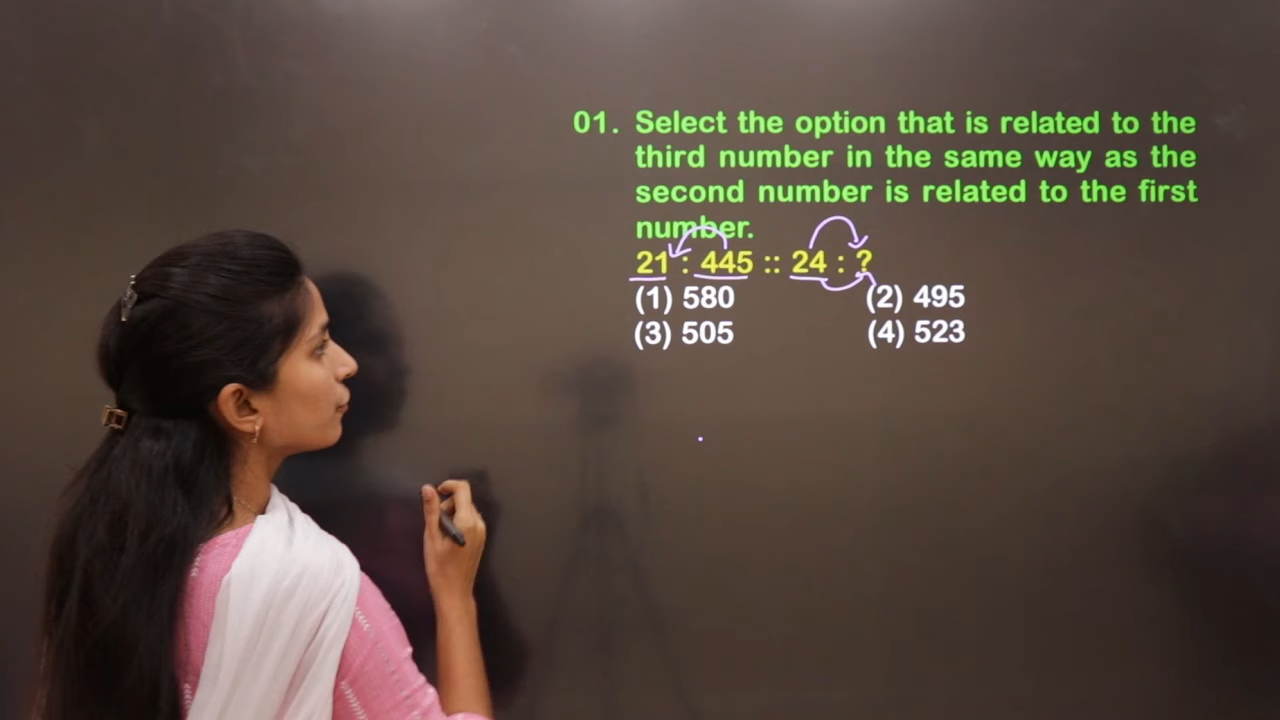 01. Select the option that is related to the
third number in the same way as the
second number is related to the first
number.
21 : 445 :: 24 : ?
(1) 580 (2) 495
(3) 505 (4) 523